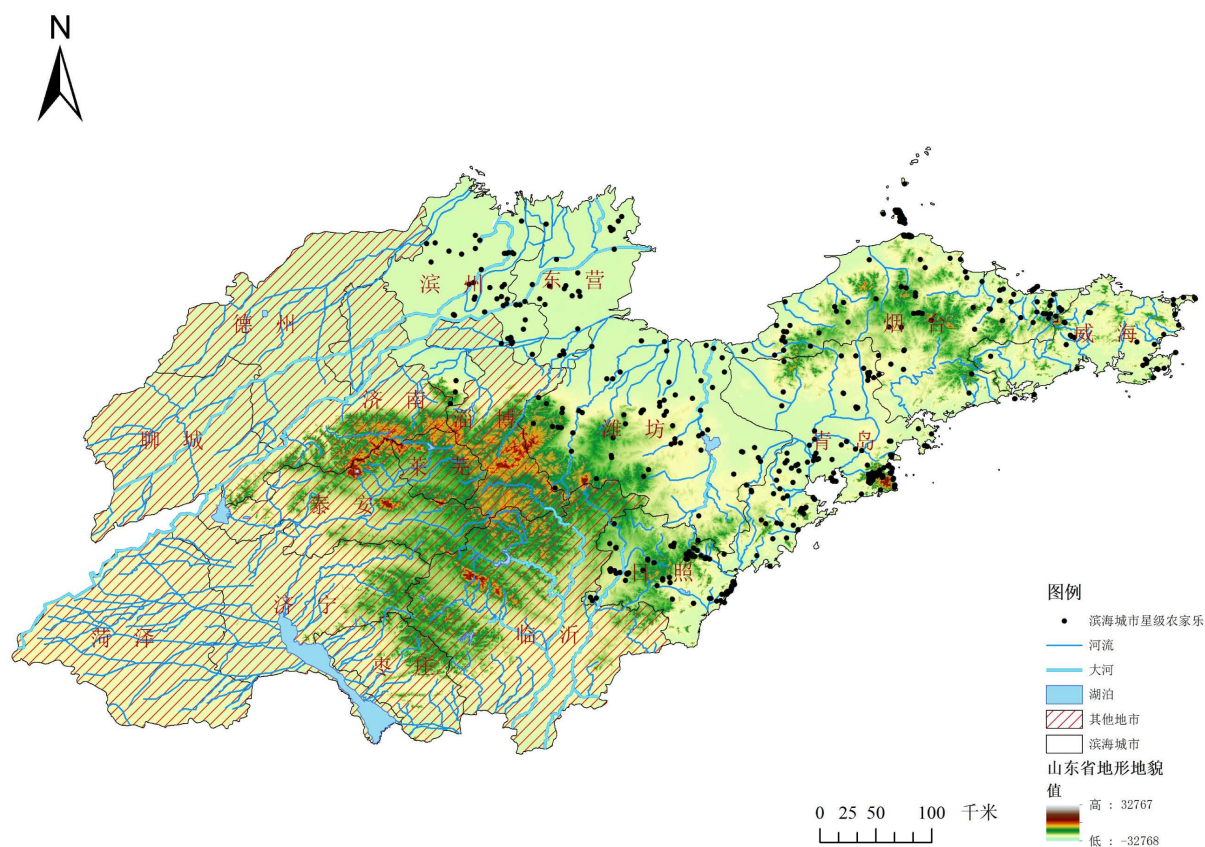 N
滨州
东营
德州
烟台
威海
济南
淄博
聊城
潍坊
青岛
莱芜
泰安
日照
济宁
菏泽
临沂
枣庄
图例
滨海城市星级农家乐
河流
大河
湖泊
其他地市
滨海城市
山东省地形地貌
值
高 : 32767
低 : -32768
0 25 50 100 千米